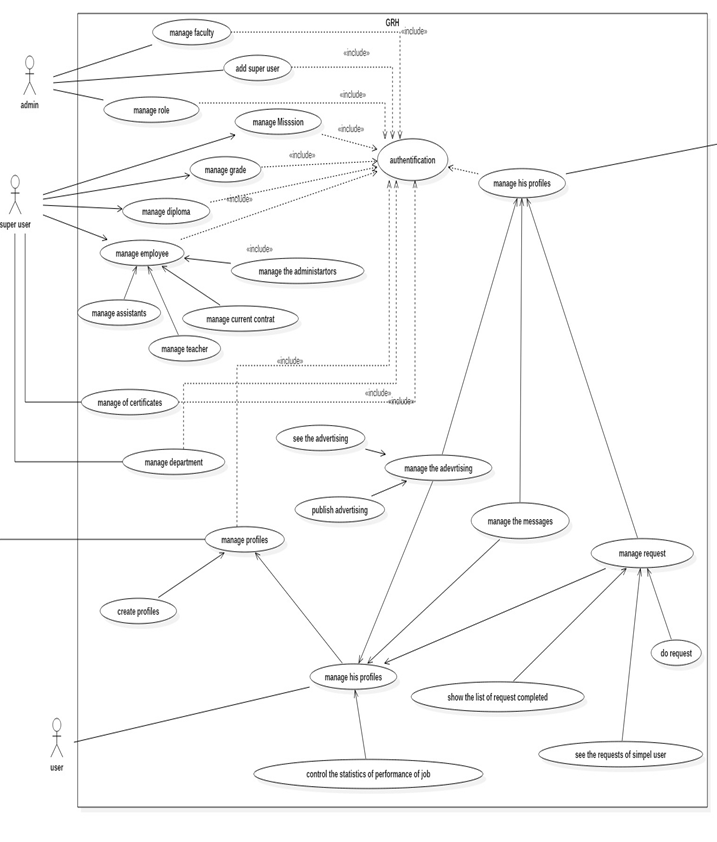 GRH
manage faculty
«include»
add super user
«include»
admin
manage role
«include»
manage Misssion
«include»
authentification
«include»
manage grade
manage his profiles
«include»
manage diploma
super user
manage employee
«include»
manage the administartors
manage assistants
manage current contrat
manage teacher
«include»
«include»
manage of certificates
«include»
see the advertising
manage department
manage the adevrtising
publish advertising
manage the messages
manage profiles
manage request
create profiles
do request
manage his profiles
show the list of request completed
user
see the requests of simpel user
control the statistics of performance of job